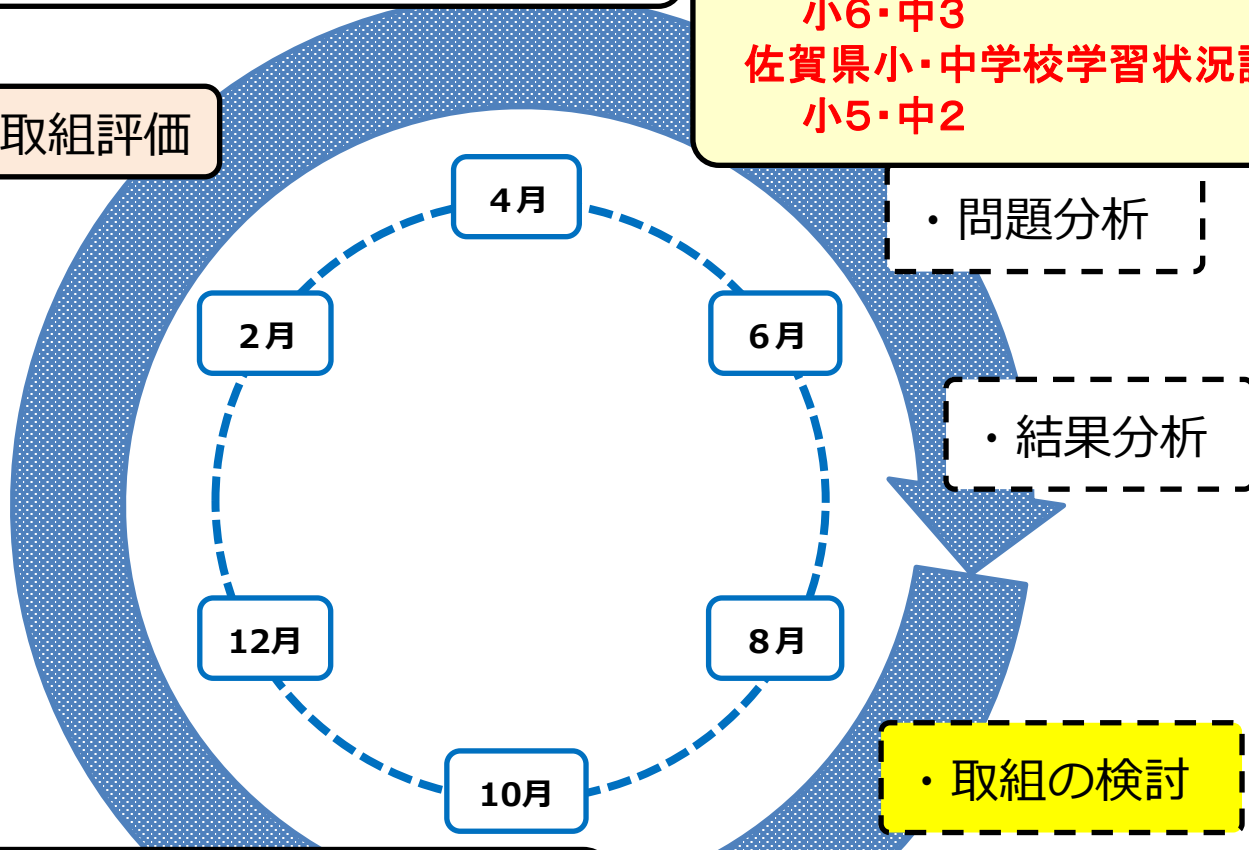 小6・中3
佐賀県小・中学校学習状況
小5・中2
取組評価
4月
・問題分析
2月
6月
・結果分析
12月
8月
・取組の検討
10月